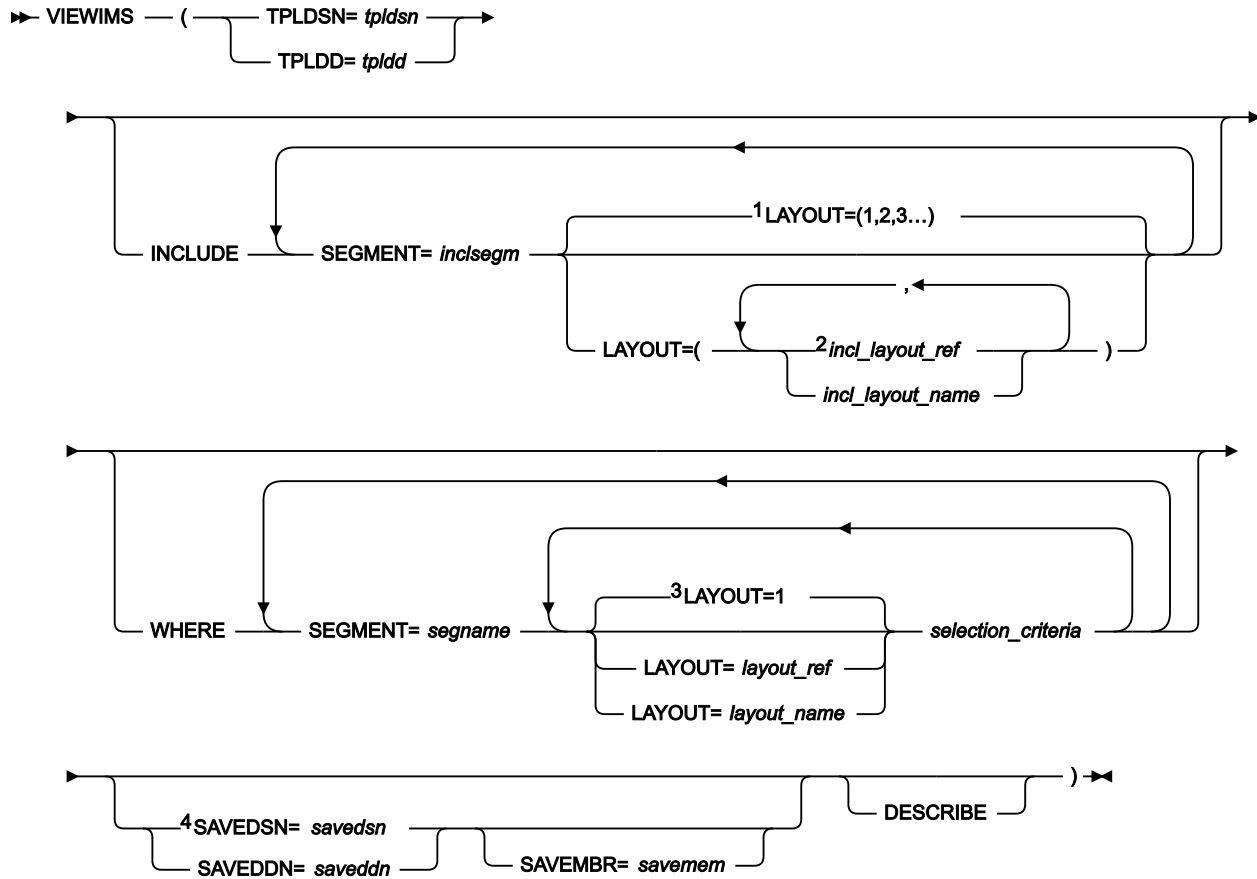 VIEWIMS ( TPLDSN= tpldsn
TPLDD= tpldd
1 LAYOUT=(1,2,3…)
INCLUDE SEGMENT= inclsegm
,
LAYOUT=( 2 incl_layout_ref )
incl_layout_name
3 LAYOUT=1
WHERE SEGMENT= segname selection_criteria
LAYOUT= layout_ref
LAYOUT= layout_name
)
4 SAVEDSN= savedsn DESCRIBE
SAVEDDN= saveddn SAVEMBR= savemem